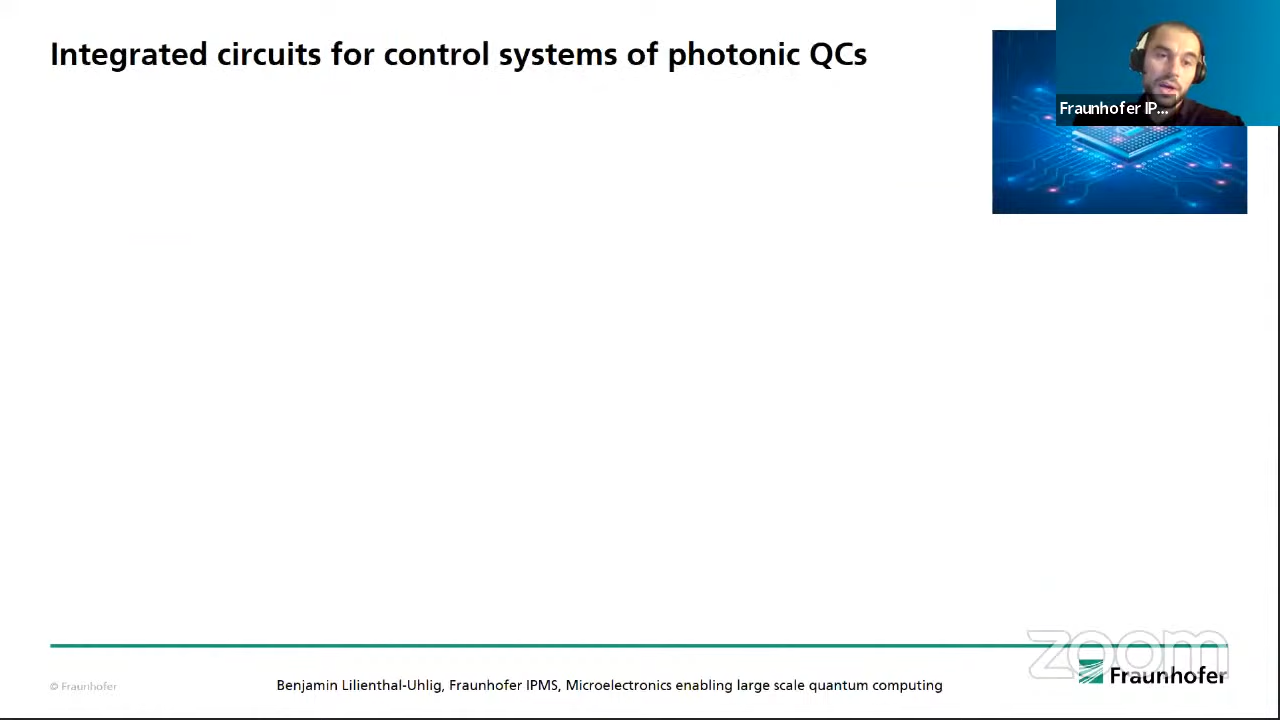 Integrated circuits for control systems of photonic QCs
Fraunhofer IP...
zoom
Fraunhofer
© Fraunhofer
Benjamin Lilienthal-Uhlig, Fraunhofer IPMS, Microelectronics enabling large scale quantum computing